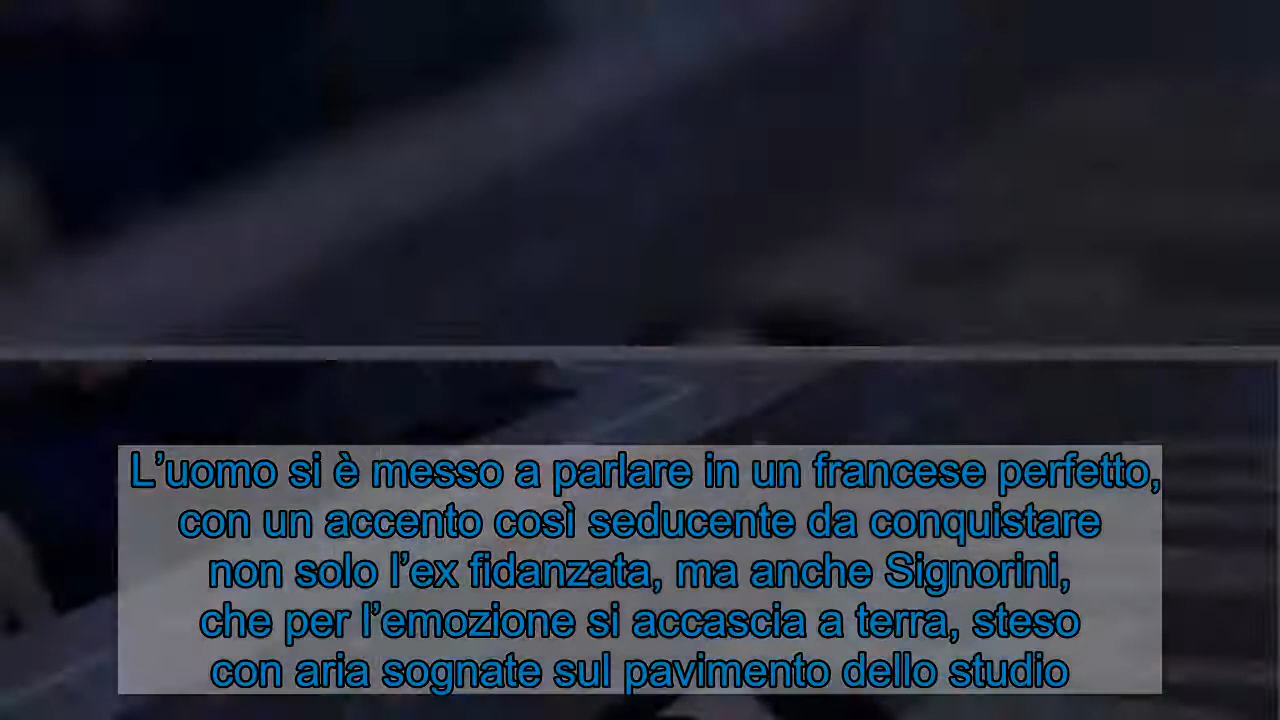 L’uomo si è messo a parlare in un francese perfetto,
con un accento così seducente da conquistare
non solo l’ex fidanzata, ma anche Signorini,
che per l’emozione si accascia a terra, steso
con aria sognate sul pavimento dello studio